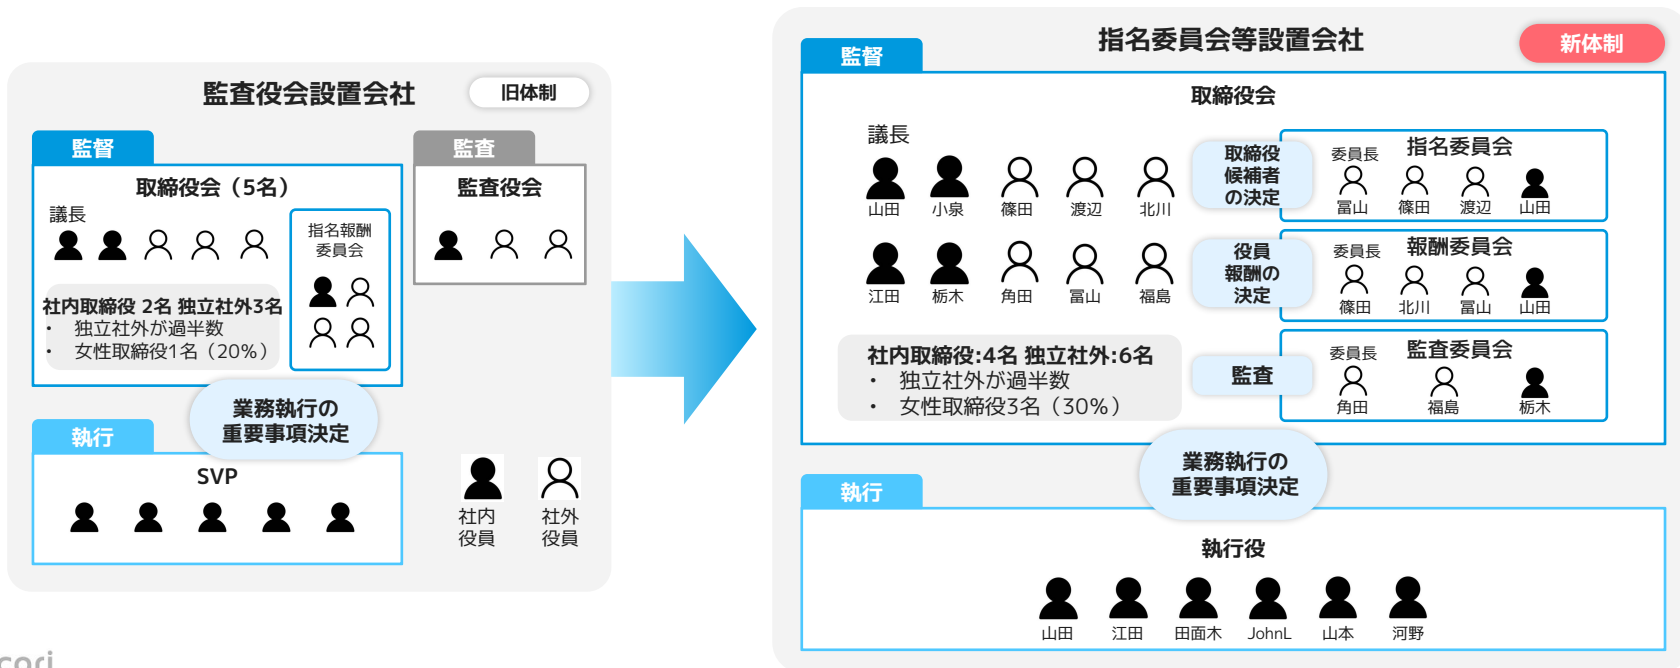 監査役会設置会社
旧体制
監督
取締役会（5名）
議長
指名報酬
委員会
社内取締役 2名 独立社外3名
• 独立社外が過半数
• 女性取締役1名（20%）
監査
監査役会
業務執行の
重要事項決定
執行
SVP
社内
役員
社外
役員
指名委員会等設置会社
新体制
監督
取締役会
議長
山田 小泉 篠田 渡辺 北川
江田 栃木 角田 冨山 福島
社内取締役:4名 独立社外:6名
• 独立社外が過半数
• 女性取締役3名（30%）
取締役
候補者
の決定
指名委員会
委員長
冨山 篠田 渡辺 山田
役員
報酬の
決定
報酬委員会
委員長
篠田 北川 冨山 山田
監査
監査委員会
委員長
角田 福島 栃木
業務執行の
重要事項決定
執行
執行役
山田 江田 田面木 JohnL 山本 河野